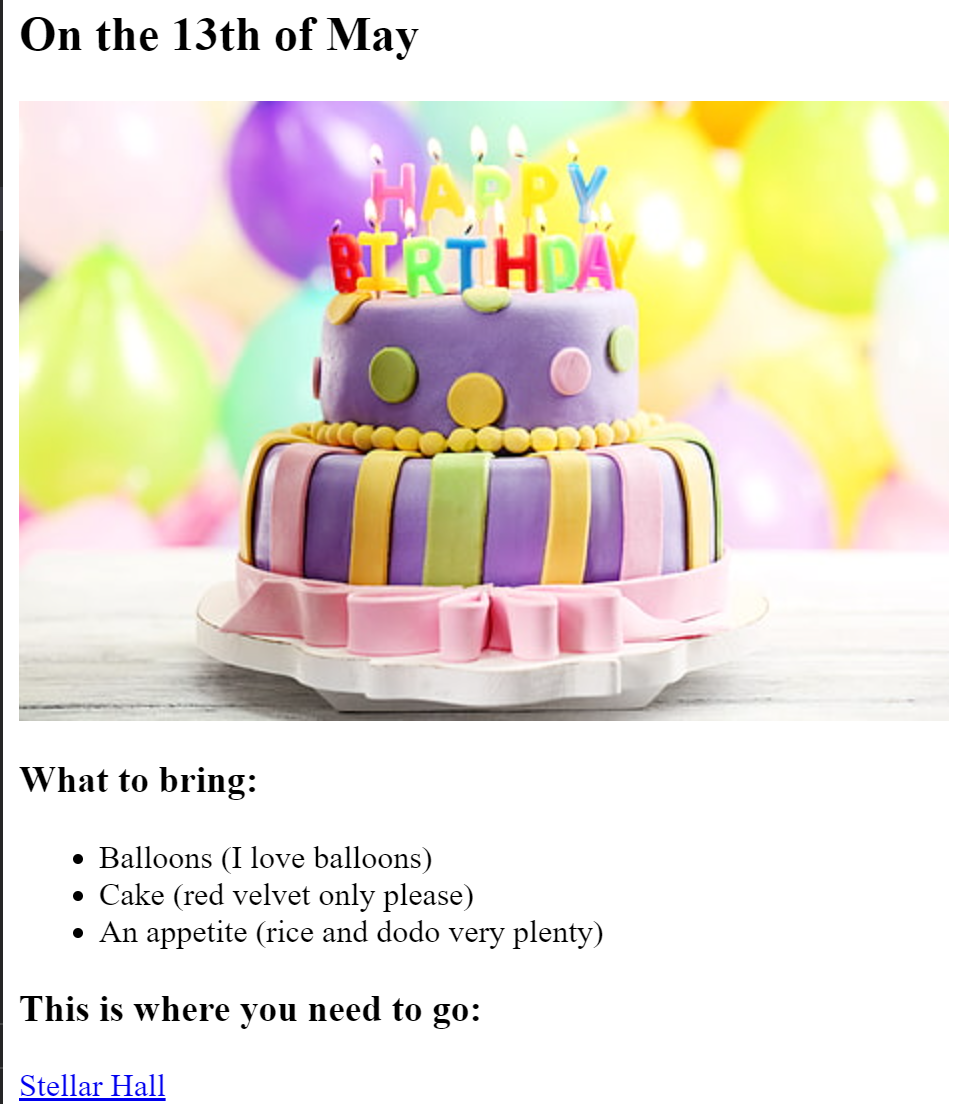 On the 13th of May
HAPPY
BIRTHDAY
What to bring:
Balloons (I love balloons)
Cake (red velvet only please)
An appetite (rice and dodo very plenty)
This is where you need to go:
Stellar Hall